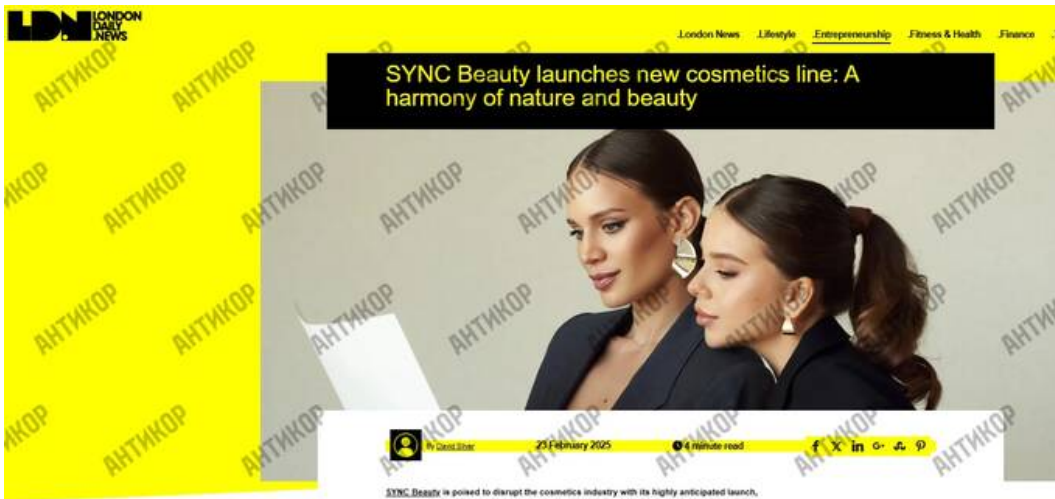 LDN LONDON
DAILY
.NEWS
.London News .Lifestyle .Entrepreneurship .Fitness & Health .Finance
SYNC Beauty launches new cosmetics line: A
harmony of nature and beauty
By David Silver 23 February 2025 4 minute read
SYNC Beauty is poised to disrupt the cosmetics industry with its highly anticipated launch,
АНТИКОР